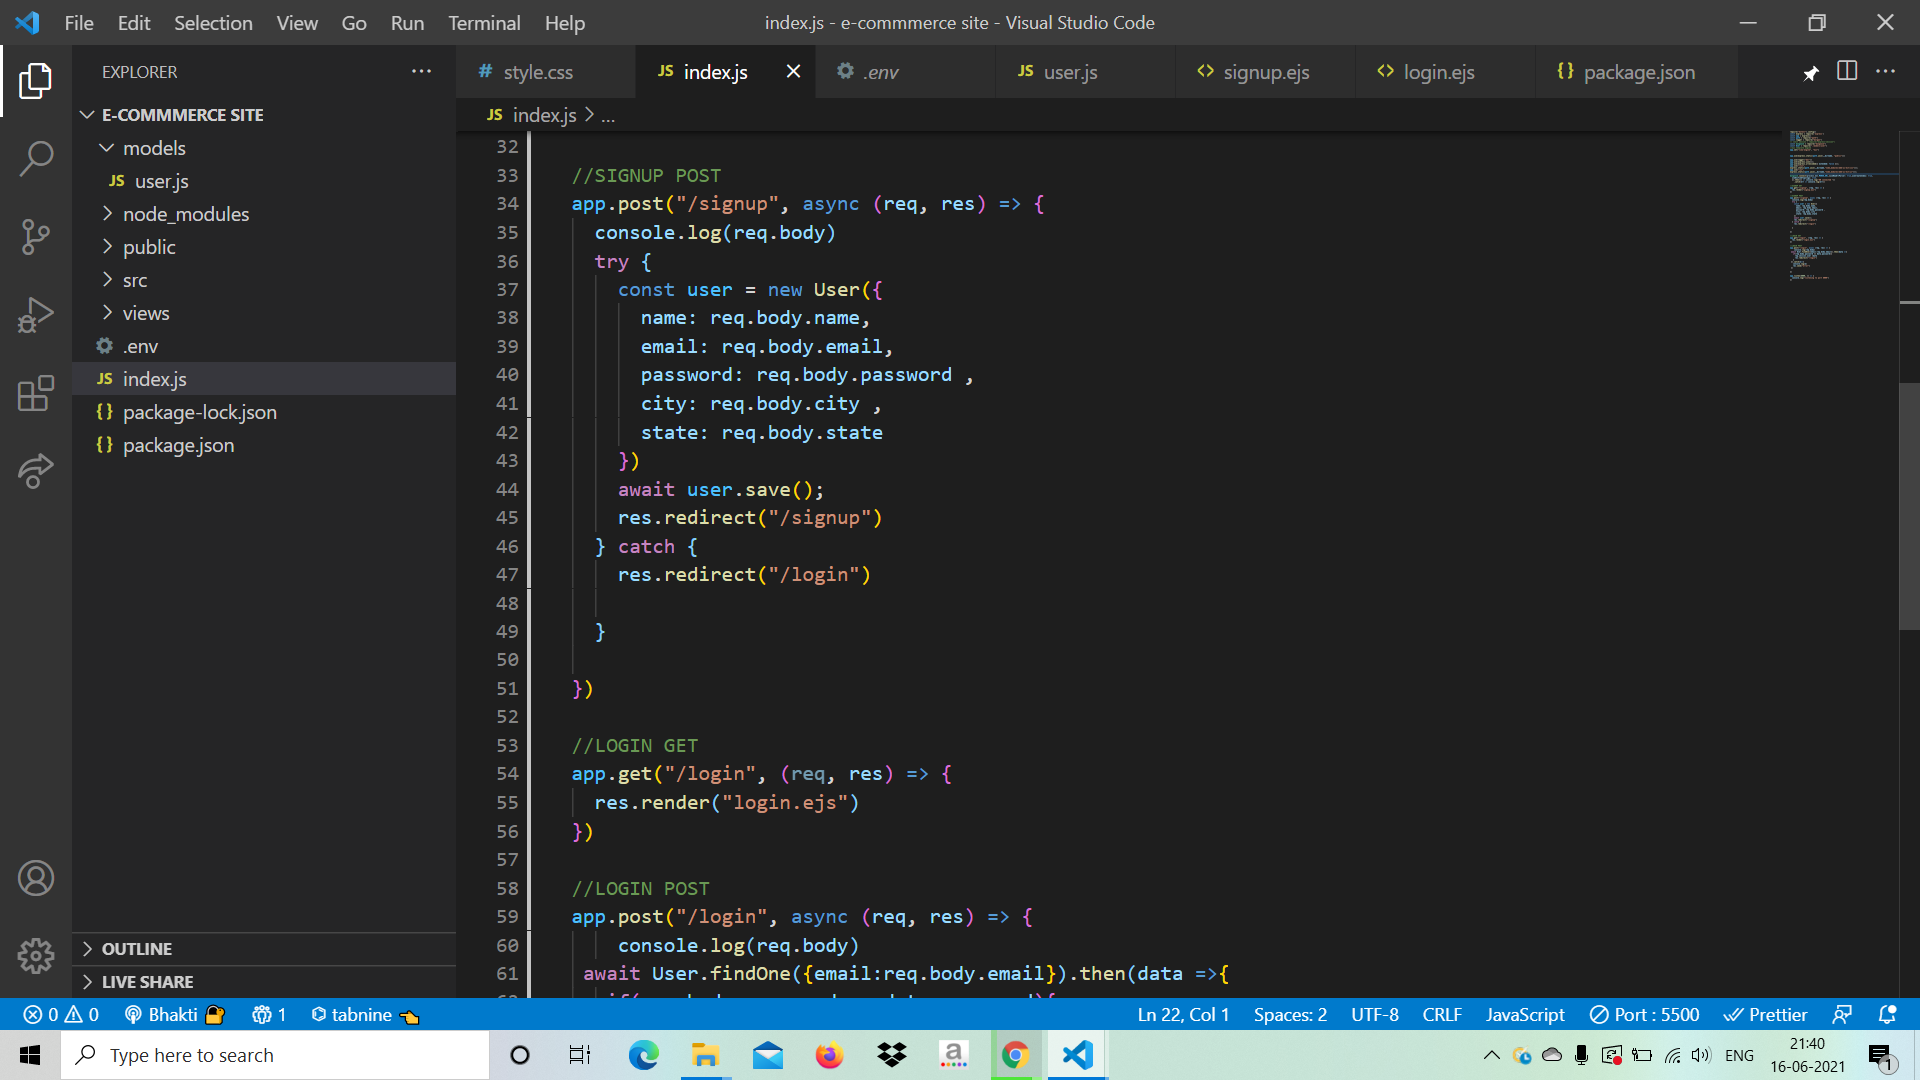 File Edit Selection View Go Run Terminal Help
index.js - e-commmerce site - Visual Studio Code
EXPLORER
E-COMMMERCE SITE
models
JS user.js
node_modules
public
src
views
.env
JS index.js
{} package-lock.json
{} package.json
OUTLINE
LIVE SHARE
# style.css JS index.js .env JS user.js <> signup.ejs <> login.ejs {} package.json
JS index.js > ...
32
33 //SIGNUP POST
34 app.post("/signup", async (req, res) => {
35 console.log(req.body)
36 try {
37 const user = new User({
38 name: req.body.name,
39 email: req.body.email,
40 password: req.body.password ,
41 city: req.body.city ,
42 state: req.body.state
43 })
44 await user.save();
45 res.redirect("/signup")
46 } catch {
47 res.redirect("/login")
48
49 }
50
51 })
52
53 //LOGIN GET
54 app.get("/login", (req, res) => {
55 res.render("login.ejs")
56 })
57
58 //LOGIN POST
59 app.post("/login", async (req, res) => {
60 console.log(req.body)
61 await User.findOne({email:req.body.email}).then(data =>{
0 0 Bhakti 1 tabnine Ln 22, Col 1 Spaces: 2 UTF-8 CRLF JavaScript Port : 5500 Prettier
Type here to search
a
ENG
21:40
16-06-2021
1